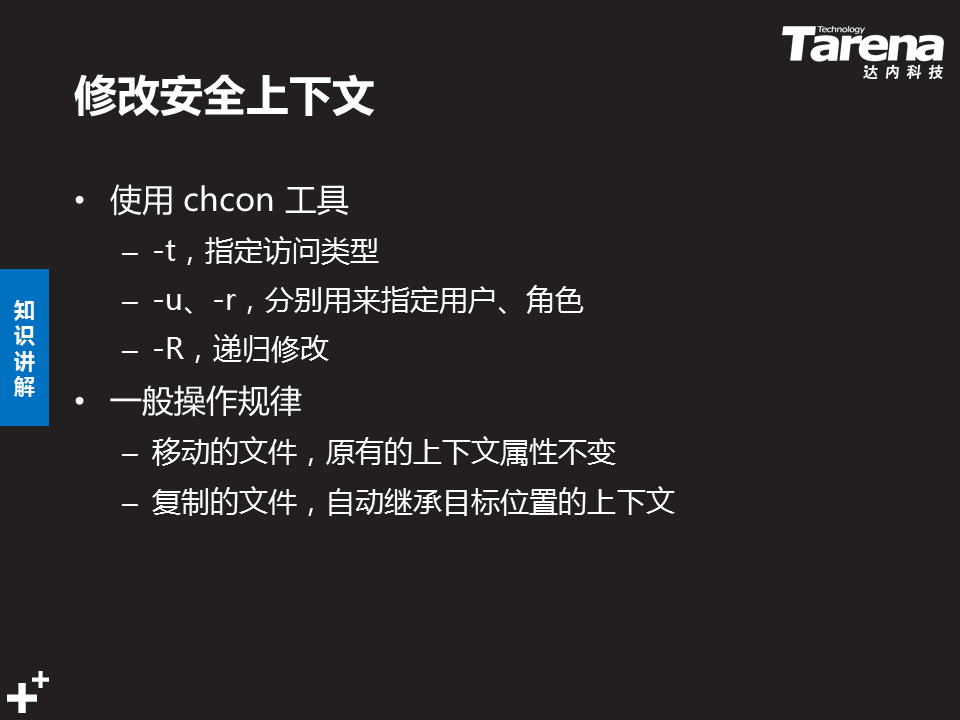 Technology
Tarena
达内科技
修改安全上下文
• 使用 chcon 工具
– -t，指定访问类型
– -u、-r，分别用来指定用户、角色
– -R，递归修改
• 一般操作规律
– 移动的文件，原有的上下文属性不变
– 复制的文件，自动继承目标位置的上下文
知
识
讲
解